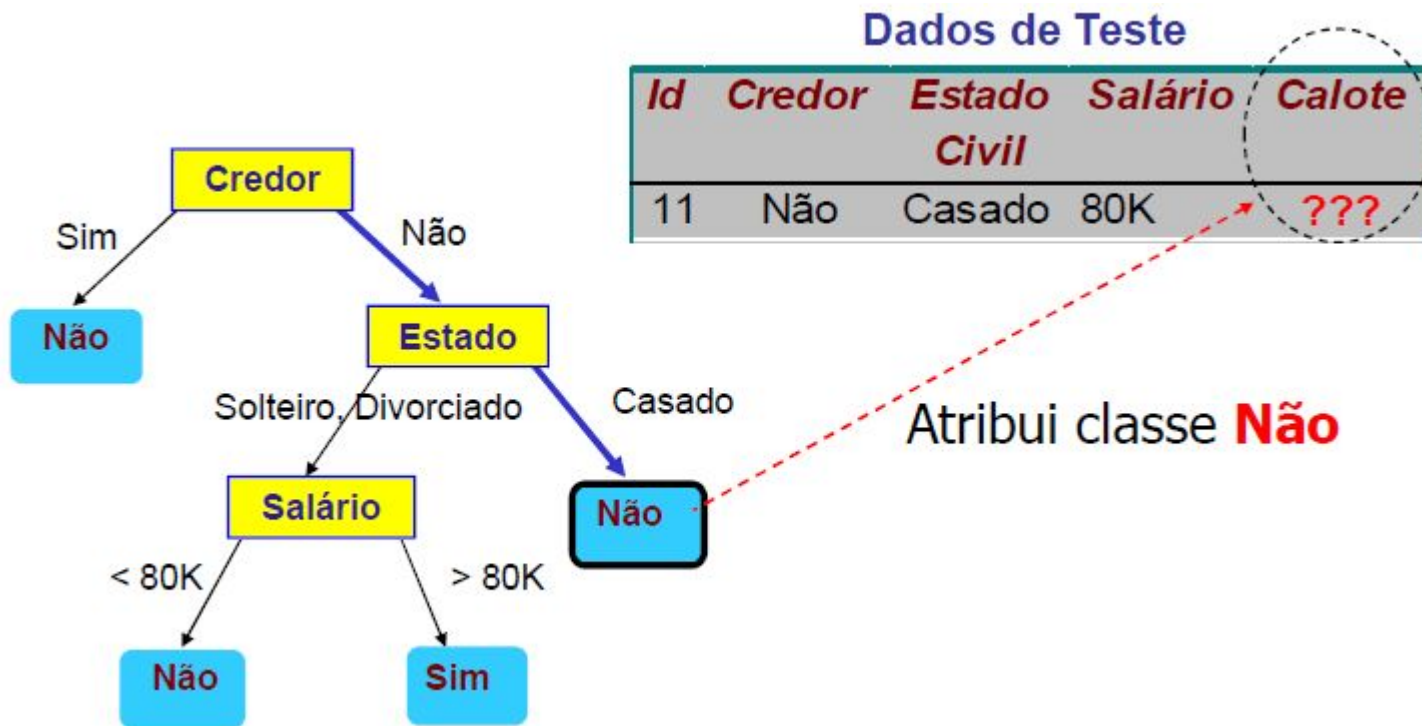 Dados de Teste
Id Credor Estado Civil Salário Calote
11 Não Casado 80K ???
Credor
Sim
Não
Não
Estado
Solteiro, Divorciado
Casado
Atribui classe Não
Salário
Não
< 80K
> 80K
Não
Sim